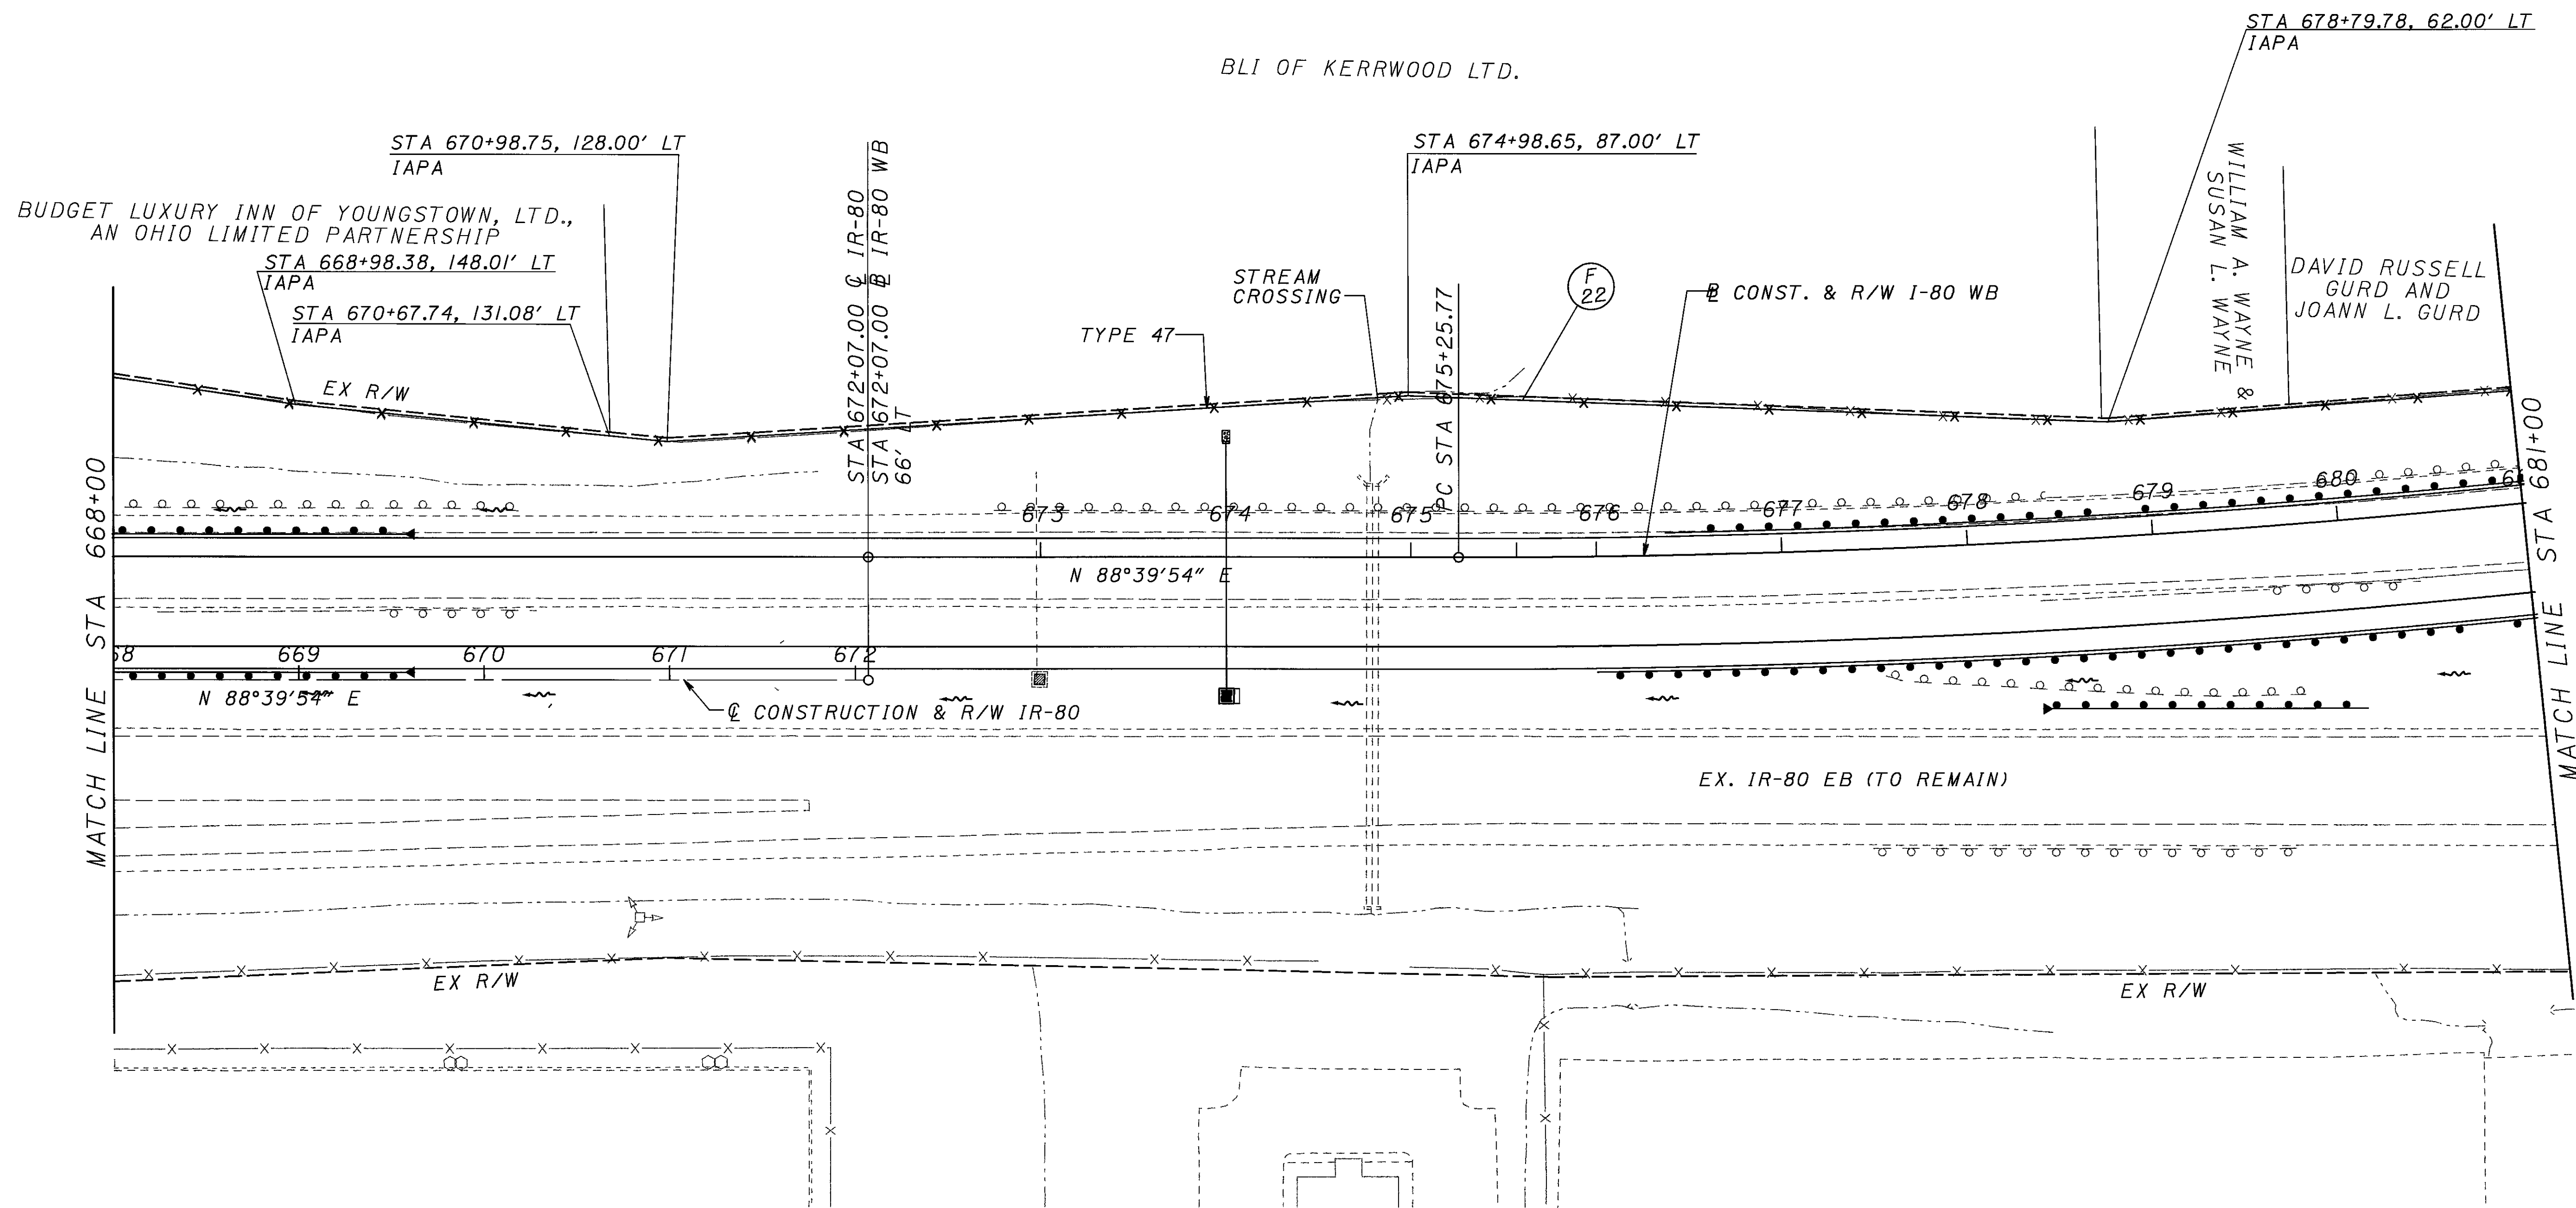 STA 678+79.78, 62.00' LT
IAPA
BLI OF KERRWOOD LTD.
STA 670+98.75, 128.00' LT
IAPA
STA 674+98.65, 87.00' LT
IAPA
BUDGET LUXURY INN OF YOUNGSTOWN, LTD.,
AN OHIO LIMITED PARTNERSHIP
STA 668+98.38, 148.01' LT
IAPA
STA 670+67.74, 131.08' LT
IAPA
STA 672+07.00 ℄ IR-80
STA 672+07.00 B IR-80 WB
66' LT
STREAM
CROSSING
TYPE 47
F
22
PC STA 675+25.77
B CONST. & R/W I-80 WB
WILLIAM A. WAYNE &
SUSAN L. WAYNE
DAVID RUSSELL
GURD AND
JOANN L. GURD
EX R/W
MATCH LINE STA 668+00
MATCH LINE STA 681+00
673
674
675
676
677
678
679
680
N 88°39'54" E
68
669
670
671
672
N 88°39'54" E
℄ CONSTRUCTION & R/W IR-80
EX. IR-80 EB (TO REMAIN)
EX R/W
EX R/W